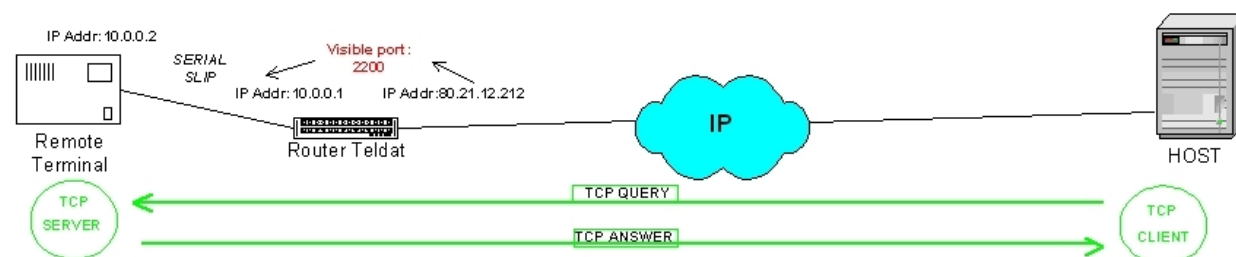 IP Addr: 10.0.0.2
SERIAL
SLIP
Visible port :
2200
IP Addr:10.0.0.1
IP Addr:80.21.12.212
IP
Remote
Terminal
Router Teldat
HOST
TCP
SERVER
TCP QUERY
TCP ANSWER
TCP
CLIENT